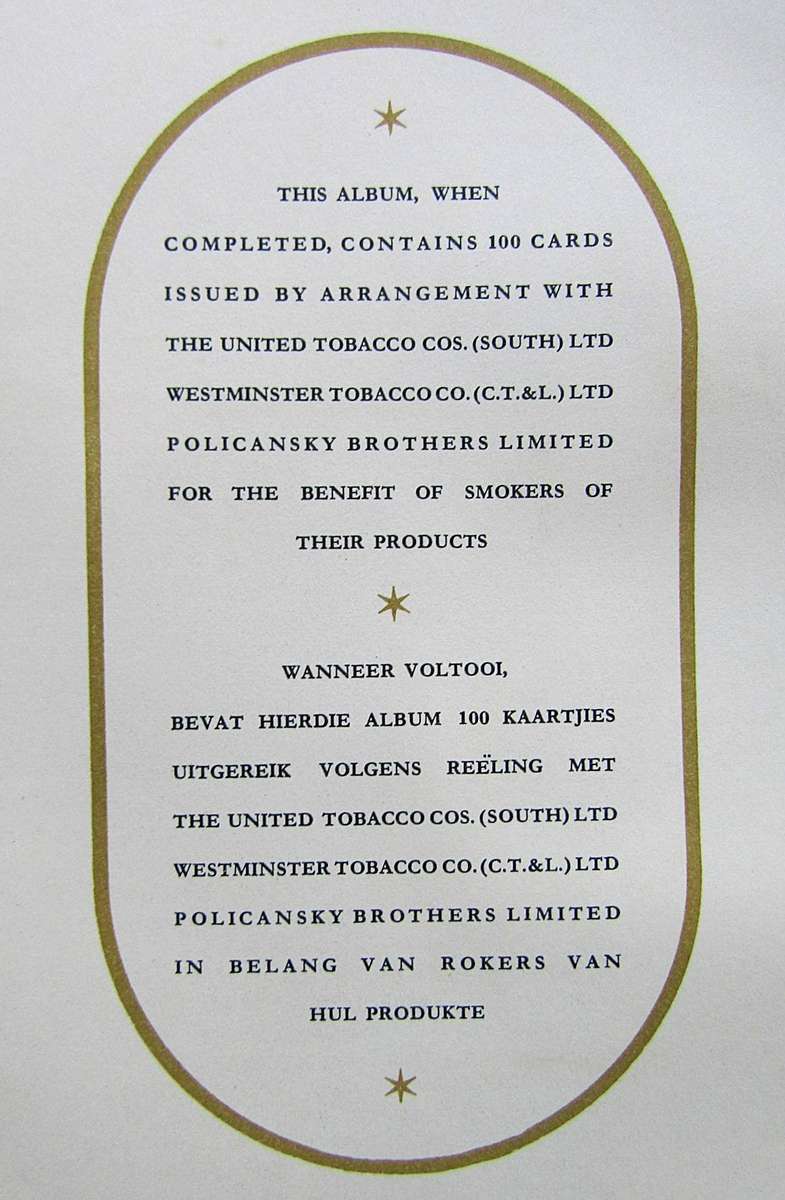 THIS ALBUM, WHEN
COMPLETED, CONTAINS 100 CARDS
ISSUED BY ARRANGEMENT WITH
THE UNITED TOBACCO COS. (SOUTH) LTD
WESTMINSTER TOBACCO CO. (C.T.&L.) LTD
POLICANSKY BROTHERS LIMITED
FOR THE BENEFIT OF SMOKERS OF
THEIR PRODUCTS
WANNEER VOLTOOI,
BEVAT HIERDIE ALBUM 100 KAARTJIES
UITGEREIK VOLGENS REEËLING MET
THE UNITED TOBACCO COS. (SOUTH) LTD
WESTMINSTER TOBACCO CO. (C.T.&L.) LTD
POLICANSKY BROTHERS LIMITED
IN BELANG VAN ROKERS VAN
HUL PRODUKTE